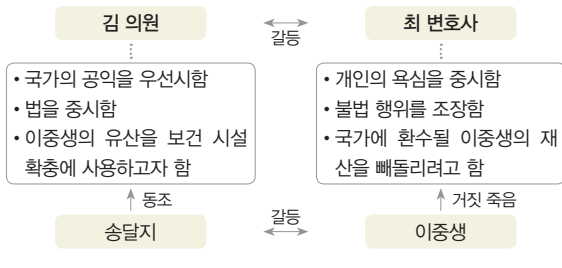 김 의원
갈등
최 변호사
• 국가의 공익을 우선시함
• 법을 중시함
• 이중생의 유산을 보건 시설
확충에 사용하고자 함
• 개인의 욕심을 중시함
• 불법 행위를 조장함
• 국가에 환수될 이중생의 재
산을 빼돌리려고 함
동조
거짓 죽음
송달지
갈등
이중생